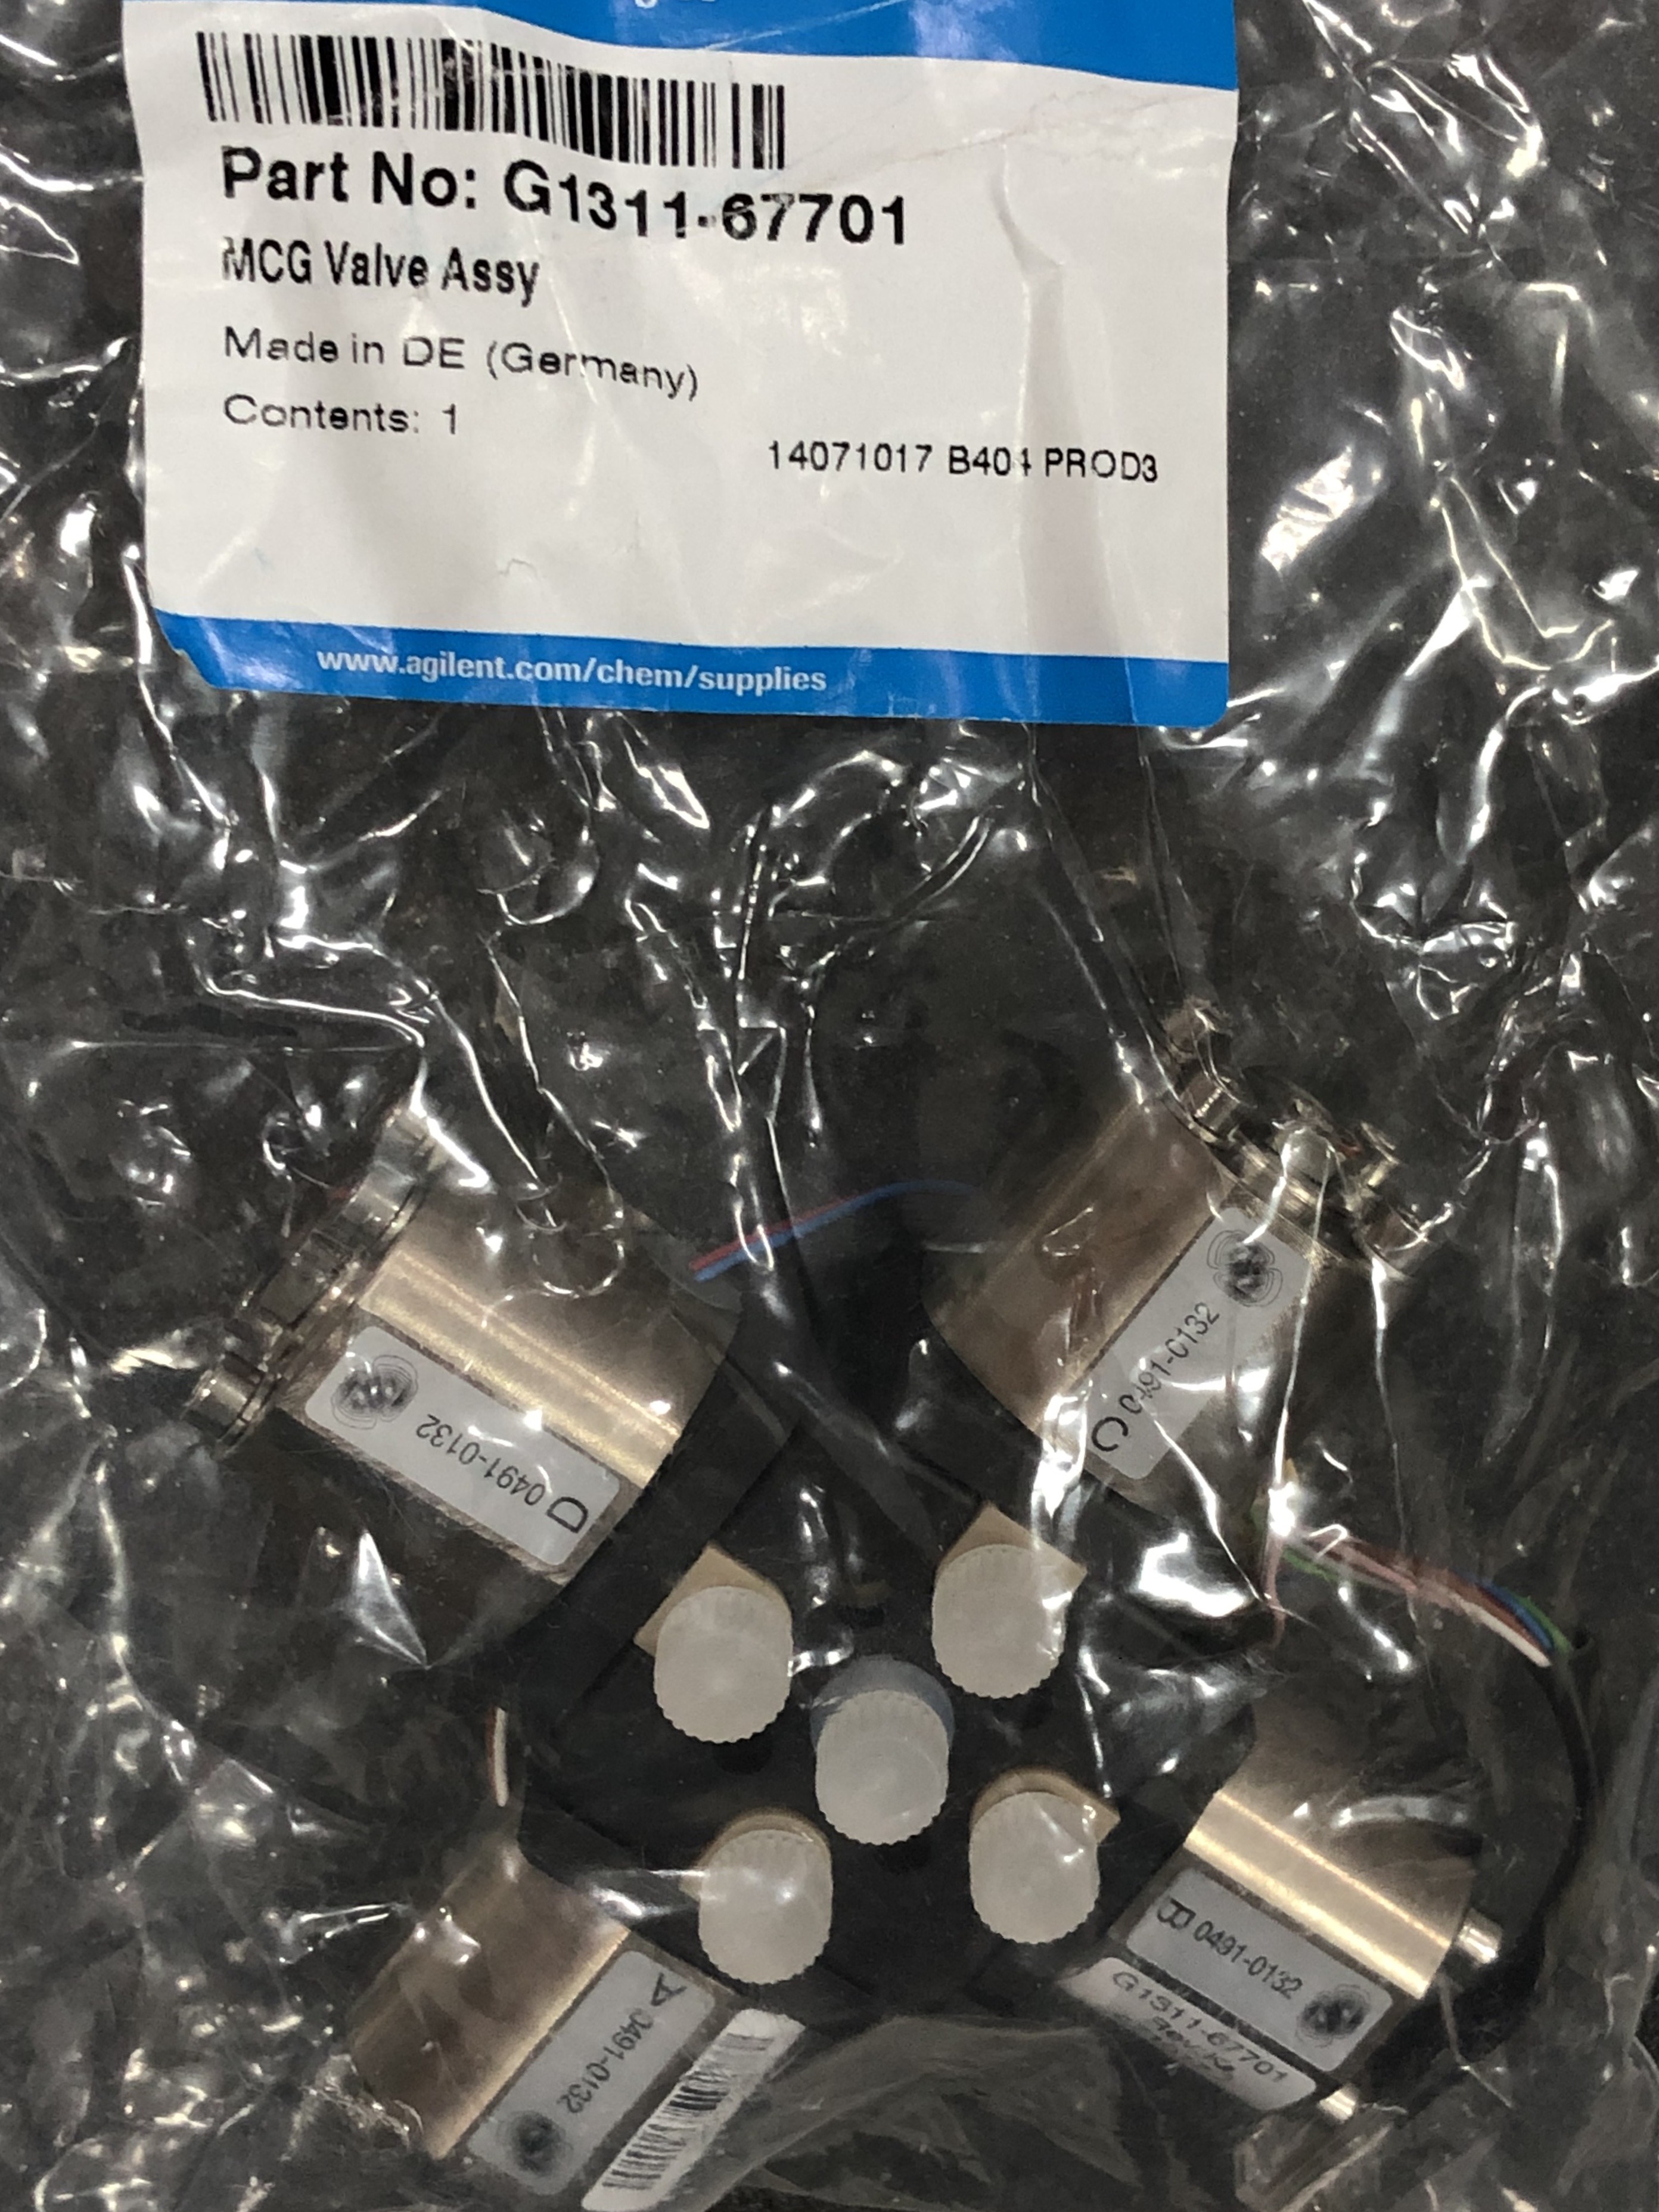 Part No: G1311-67701
MCG Valve Assy
Made in DE (Germany)
Contents: 1
14071017 B404 PROD3
www.agilent.com/chem/supplies
C 0491-0132
D 0491-0132
B 0491-0132
G1311-67701
A 0491-0132